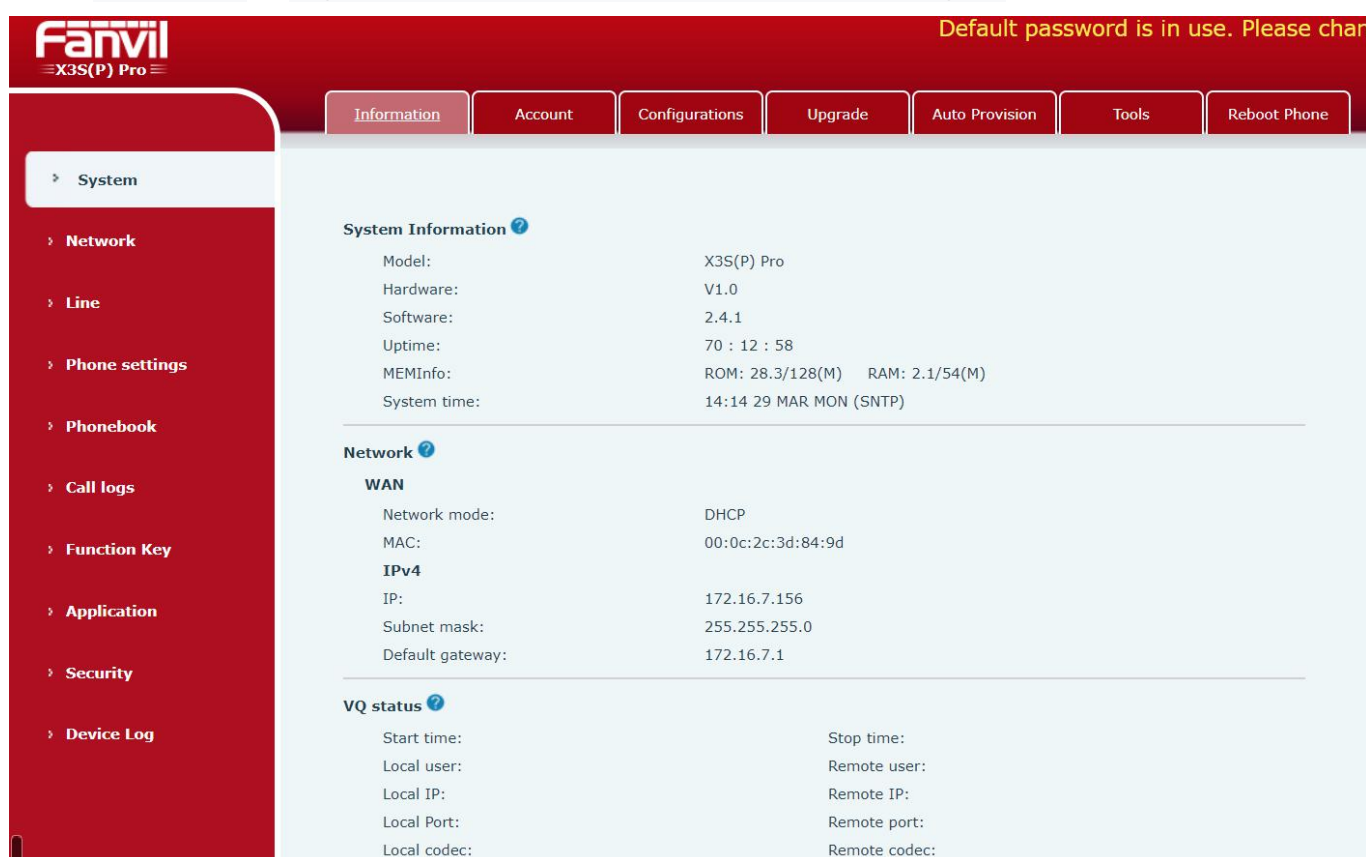 Fanvil
X3S(P) Pro
Default password is in use. Please char
Information Account Configurations Upgrade Auto Provision Tools Reboot Phone
System
Network
Line
Phone settings
Phonebook
Call logs
Function Key
Application
Security
Device Log
System Information
Model: X3S(P) Pro
Hardware: V1.0
Software: 2.4.1
Uptime: 70 : 12 : 58
MEMInfo: ROM: 28.3/128(M) RAM: 2.1/54(M)
System time: 14:14 29 MAR MON (SNTP)
Network
WAN
Network mode: DHCP
MAC: 00:0c:2c:3d:84:9d
IPv4
IP: 172.16.7.156
Subnet mask: 255.255.255.0
Default gateway: 172.16.7.1
VQ status
Start time: Stop time:
Local user: Remote user:
Local IP: Remote IP:
Local Port: Remote port:
Local codec: Remote codec: